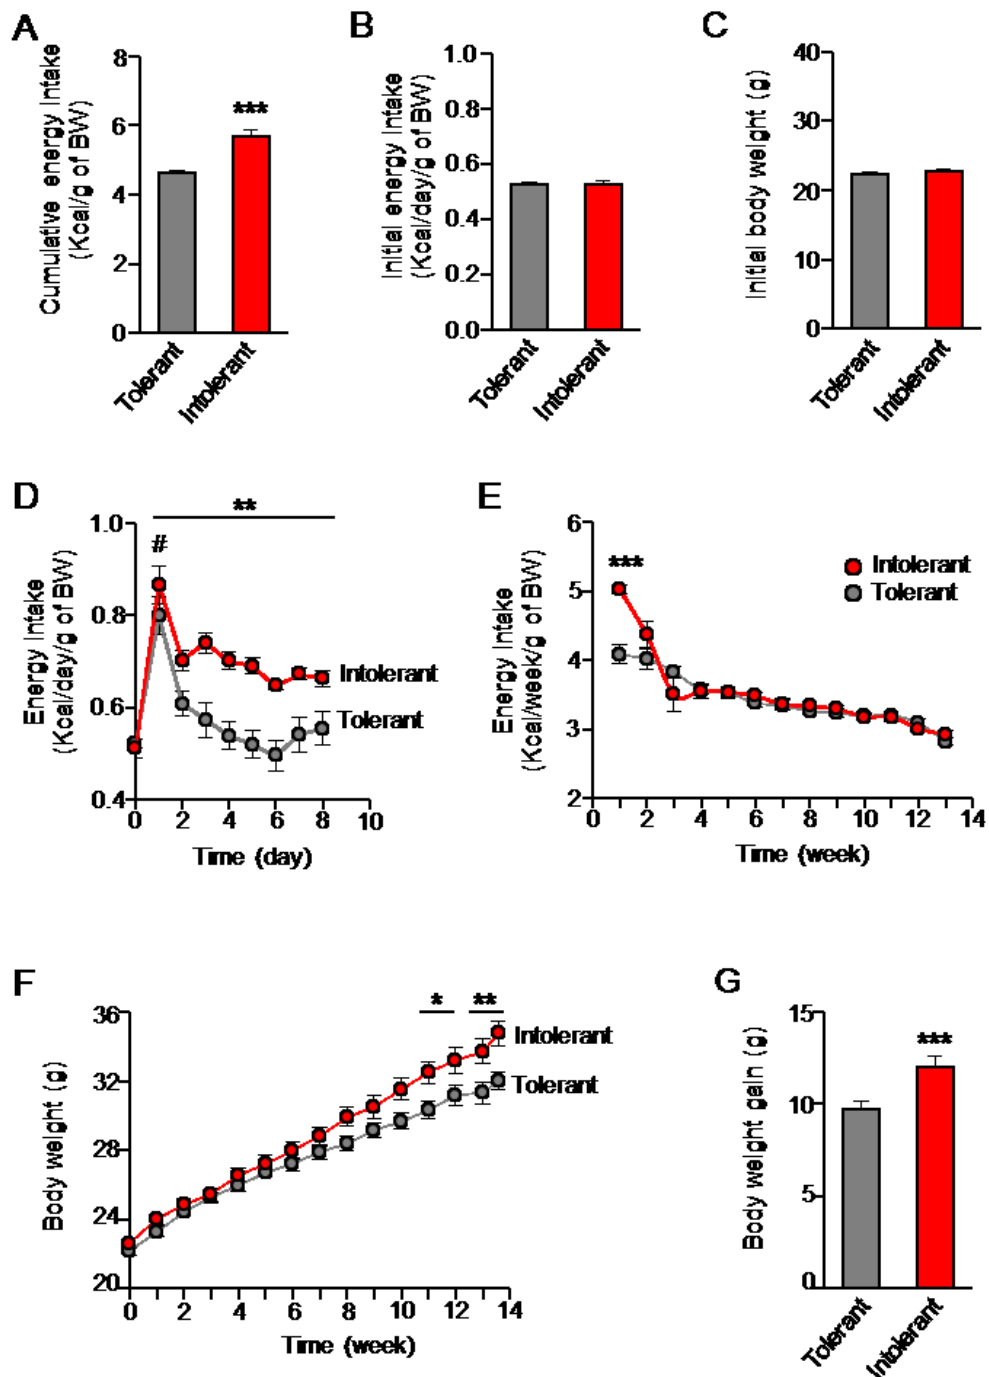 A
Cumulative energy Intake
(Kcal/g of BW)
8
6
4
2
0
***
Tolerant
Intolerant
B
Initial energy Intake
(Kcal/day/g of BW)
1.0
0.8
0.6
0.4
0.2
0.0
Tolerant
Intolerant
C
Initial body weight (g)
40
30
20
10
0
Tolerant
Intolerant
D
**
Energy Intake
(Kcal/day/g of BW)
1.0
0.8
0.6
0.4
#
Intolerant
Tolerant
0 2 4 6 8 10
Time (day)
E
Energy Intake
(Kcal/week/g of BW)
6
5
4
3
2
***
Intolerant
Tolerant
0 2 4 6 8 10 12 14
Time (week)
F
Body weight (g)
36
32
28
24
20
* **
Intolerant
Tolerant
0 2 4 6 8 10 12 14
Time (week)
G
Body weight gain (g)
15
10
5
0
***
Tolerant
Intolerant